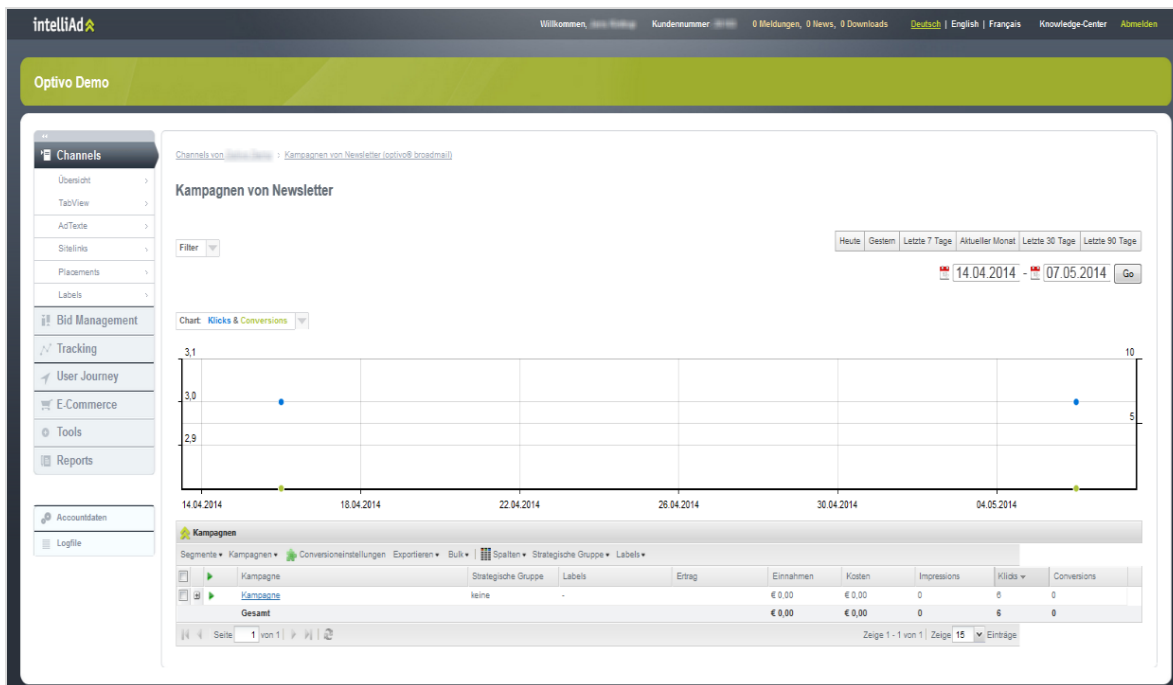 intelliAd
Willkommen, Kundennummer 0 Meldungen, 0 News, 0 Downloads Deutsch | English | Français Knowledge-Center Abmelden
Optivo Demo
Channels
Übersicht
TabView
AdTexte
Sitelinks
Placements
Labels
Bid Management
Tracking
User Journey
E-Commerce
Tools
Reports
Accountdaten
Logfile
Channels von : Kampagnen von Newsletter (optivo® broadmail)
Kampagnen von Newsletter
Filter
Heute Gestern Letzte 7 Tage Aktueller Monat Letzte 30 Tage Letzte 90 Tage
14.04.2014 - 07.05.2014 Go
Chart: Klicks & Conversions
3,1 10
3,0
5
2,9
14.04.2014 18.04.2014 22.04.2014 26.04.2014 30.04.2014 04.05.2014
Kampagnen
Segmente Kampagnen Conversioneinstellungen Exportieren Bulk | Spalten Strategische Gruppe Labels
Kampagne Strategische Gruppe Labels Ertrag Einnahmen Kosten Impressions Klicks Conversions
Kampagne keine - € 0,00 € 0,00 0 6 0
Gesamt € 0,00 € 0,00 0 6 0
Seite 1 von 1 Zeige 1 - 1 von 1 Zeige 15 Einträge